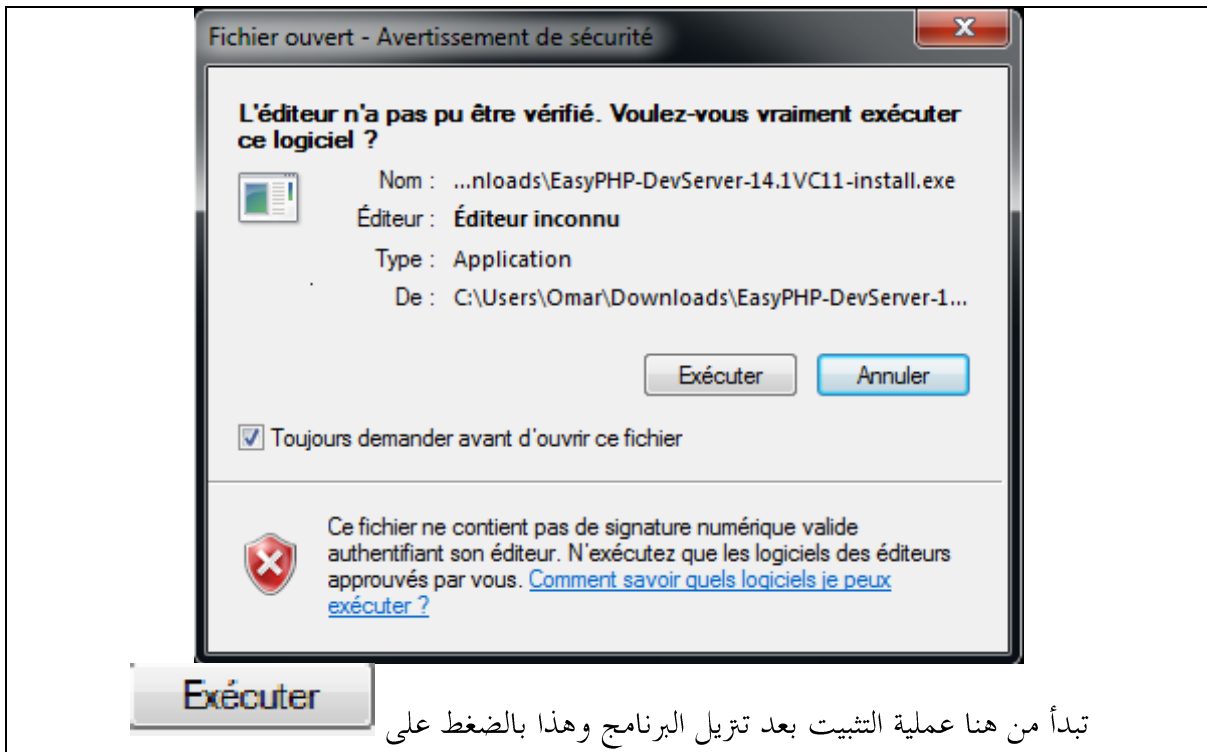 Fichier ouvert - Avertissement de sécurité
L'éditeur n'a pas pu être vérifié. Voulez-vous vraiment exécuter
ce logiciel ?
Nom : ...nloads\EasyPHP-DevServer-14.1VC11-install.exe
Éditeur : Éditeur inconnu
Type : Application
De : C:\Users\Omar\Downloads\EasyPHP-DevServer-1...
Exécuter Annuler
Toujours demander avant d'ouvrir ce fichier
Ce fichier ne contient pas de signature numérique valide
authentifiant son éditeur. N'exécutez que les logiciels des éditeurs
approuvés par vous. Comment savoir quels logiciels je peux
exécuter ?
تبدأ من هنا عملية التثبيت بعد تنزيل البرنامج وهذا بالضغط على Exécuter